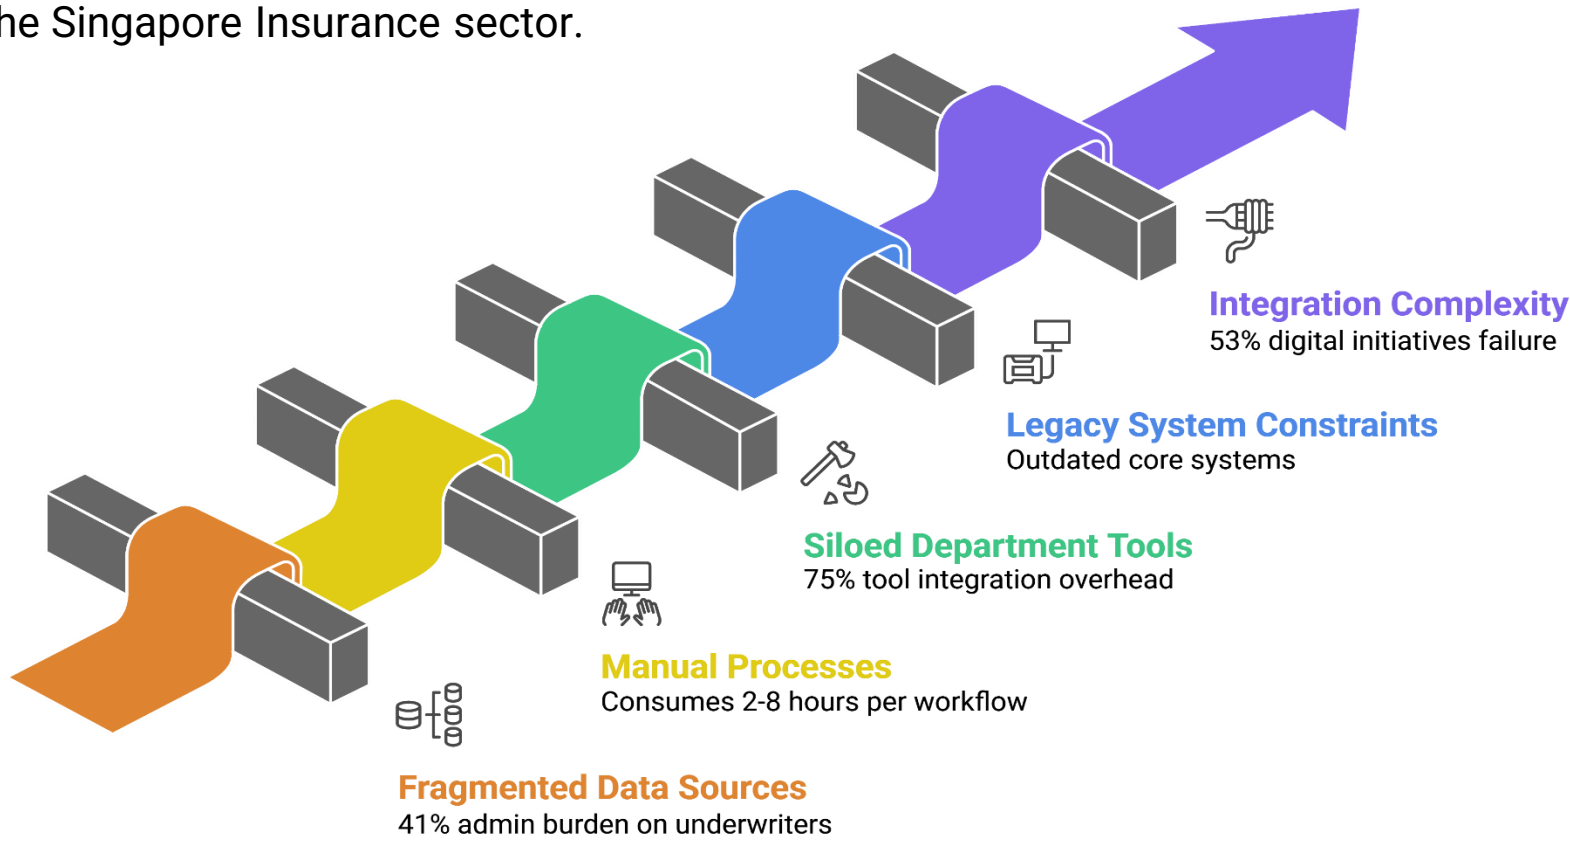 he Singapore Insurance sector.
Integration Complexity
53% digital initiatives failure
Legacy System Constraints
Outdated core systems
Siloed Department Tools
75% tool integration overhead
Manual Processes
Consumes 2-8 hours per workflow
Fragmented Data Sources
41% admin burden on underwriters